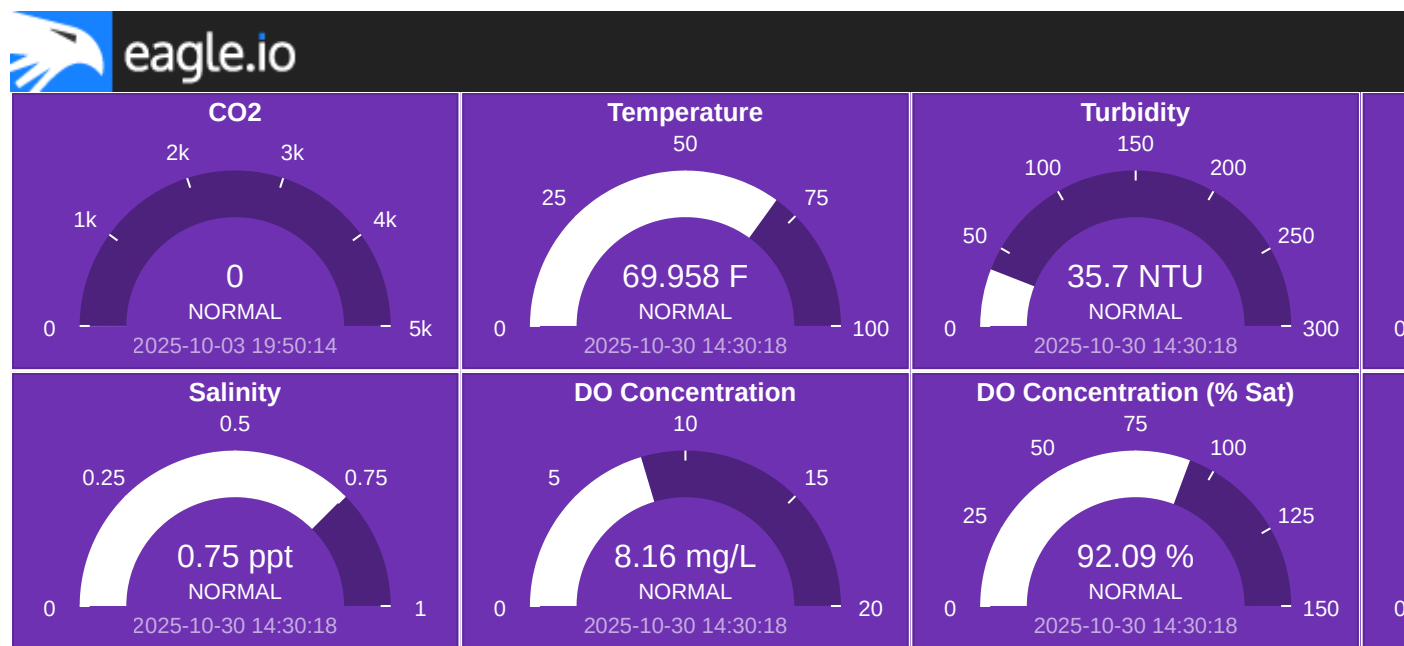 eagle.io
CO2
0
1k
2k
3k
4k
5k
0
NORMAL
2025-10-03 19:50:14
Temperature
0
25
50
75
100
69.958 F
NORMAL
2025-10-30 14:30:18
Turbidity
0
50
100
150
200
250
300
35.7 NTU
NORMAL
2025-10-30 14:30:18
Salinity
0
0.25
0.5
0.75
1
0.75 ppt
NORMAL
2025-10-30 14:30:18
DO Concentration
0
5
10
15
20
8.16 mg/L
NORMAL
2025-10-30 14:30:18
DO Concentration (% Sat)
0
25
50
75
100
125
150
92.09 %
NORMAL
2025-10-30 14:30:18